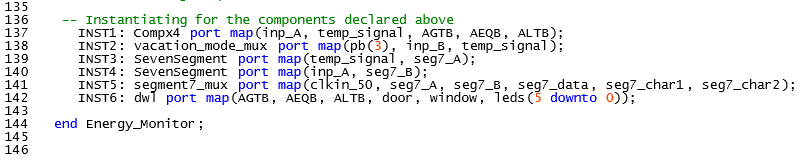 135
136 -- Instantiating for the components declared above
137 INST1: Compx4 port map(inp_A, temp_signal, AGTB, AEQB, ALTB);
138 INST2: vacation_mode_mux port map(pb(3), inp_B, temp_signal);
139 INST3: SevenSegment port map(temp_signal, seg7_A);
140 INST4: SevenSegment port map(inp_A, seg7_B);
141 INST5: segment7_mux port map(clkin_50, seg7_A, seg7_B, seg7_data, seg7_char1, seg7_char2);
142 INST6: dwl port map(AGTB, AEQB, ALTB, door, window, leds(5 downto 0));
143
144 end Energy_Monitor;
145
146